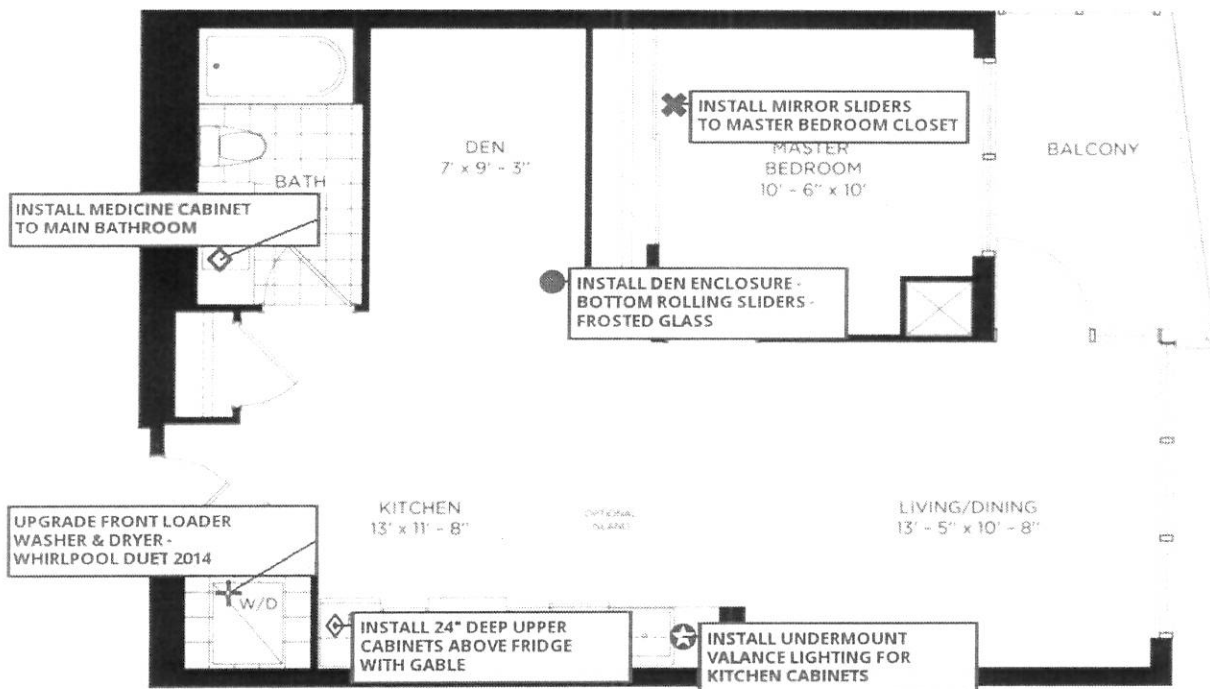 INSTALL MIRROR SLIDERS
TO MASTER BEDROOM CLOSET
DEN
7' x 9' - 3"
MASTER
BEDROOM
10' - 6" x 10'
BALCONY
BATH
INSTALL MEDICINE CABINET
TO MAIN BATHROOM
INSTALL DEN ENCLOSURE -
BOTTOM ROLLING SLIDERS -
FROSTED GLASS
KITCHEN
13' x 11' - 8"
OPTIONAL
ISLAND
LIVING/DINING
13' - 5" x 10' - 8"
UPGRADE FRONT LOADER
WASHER & DRYER -
WHIRLPOOL DUET 2014
W/D
INSTALL 24" DEEP UPPER
CABINETS ABOVE FRIDGE
WITH GABLE
INSTALL UNDERMOUNT
VALANCE LIGHTING FOR
KITCHEN CABINETS